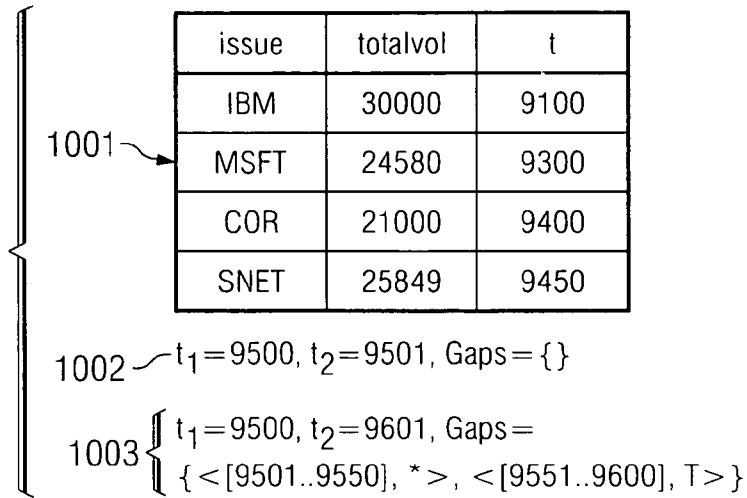 issue totalvol t
IBM 30000 9100
1001 MSFT 24580 9300
COR 21000 9400
SNET 25849 9450
1002 t1=9500, t2=9501, Gaps={}
t1=9500, t2=9601, Gaps=
1003 {<[9501..9550], *>, <[9551..9600], T>}